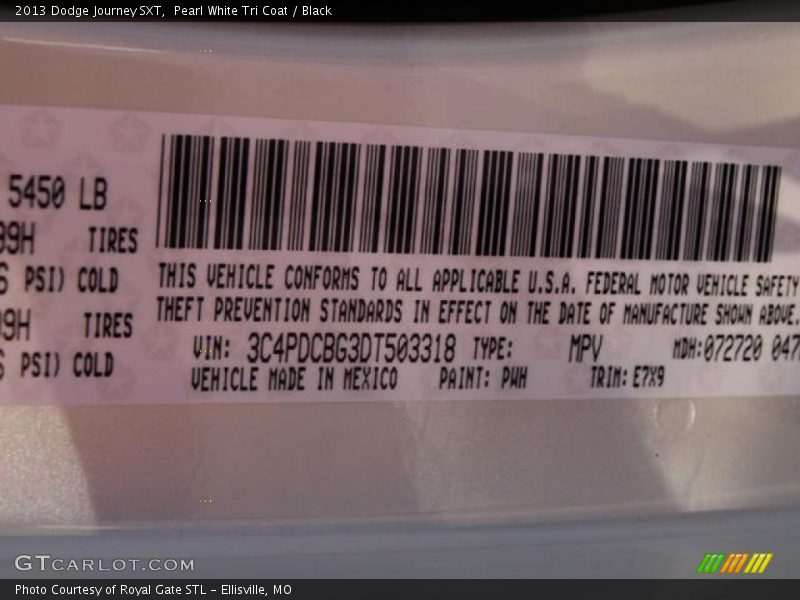 2013 Dodge Journey SXT, Pearl White Tri Coat / Black
5450 LB
99H TIRES
PSI) COLD
THIS VEHICLE CONFORMS TO ALL APPLICABLE U.S.A. FEDERAL MOTOR VEHICLE SAFETY
THEFT PREVENTION STANDARDS IN EFFECT ON THE DATE OF MANUFACTURE SHOWN ABOVE.
99H TIRES
VIN: 3C4PDCBG3DT503318 TYPE: MPV MDH:072720 047
PSI) COLD
VEHICLE MADE IN MEXICO PAINT: PWH TRIM: E7X9
GTCARLOT.COM
Photo Courtesy of Royal Gate STL - Ellisville, MO